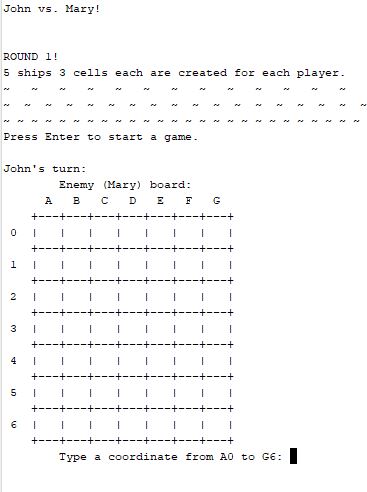 John vs. Mary!
ROUND 1!
5 ships 3 cells each are created for each player.
~ ~ ~ ~ ~ ~ ~ ~ ~ ~ ~ ~ ~
~ ~ ~ ~ ~ ~ ~ ~ ~ ~ ~ ~ ~ ~ ~ ~ ~ ~
~ ~ ~ ~ ~ ~ ~ ~ ~ ~ ~ ~ ~ ~ ~ ~ ~ ~ ~ ~ ~ ~ ~ ~ ~ ~
Press Enter to start a game.
John's turn:
Enemy (Mary) board:
A B C D E F G
+---+---+---+---+---+---+---+
0 | | | | | | | |
+---+---+---+---+---+---+---+
1 | | | | | | | |
+---+---+---+---+---+---+---+
2 | | | | | | | |
+---+---+---+---+---+---+---+
3 | | | | | | | |
+---+---+---+---+---+---+---+
4 | | | | | | | |
+---+---+---+---+---+---+---+
5 | | | | | | | |
+---+---+---+---+---+---+---+
6 | | | | | | | |
+---+---+---+---+---+---+---+
Type a coordinate from A0 to G6: